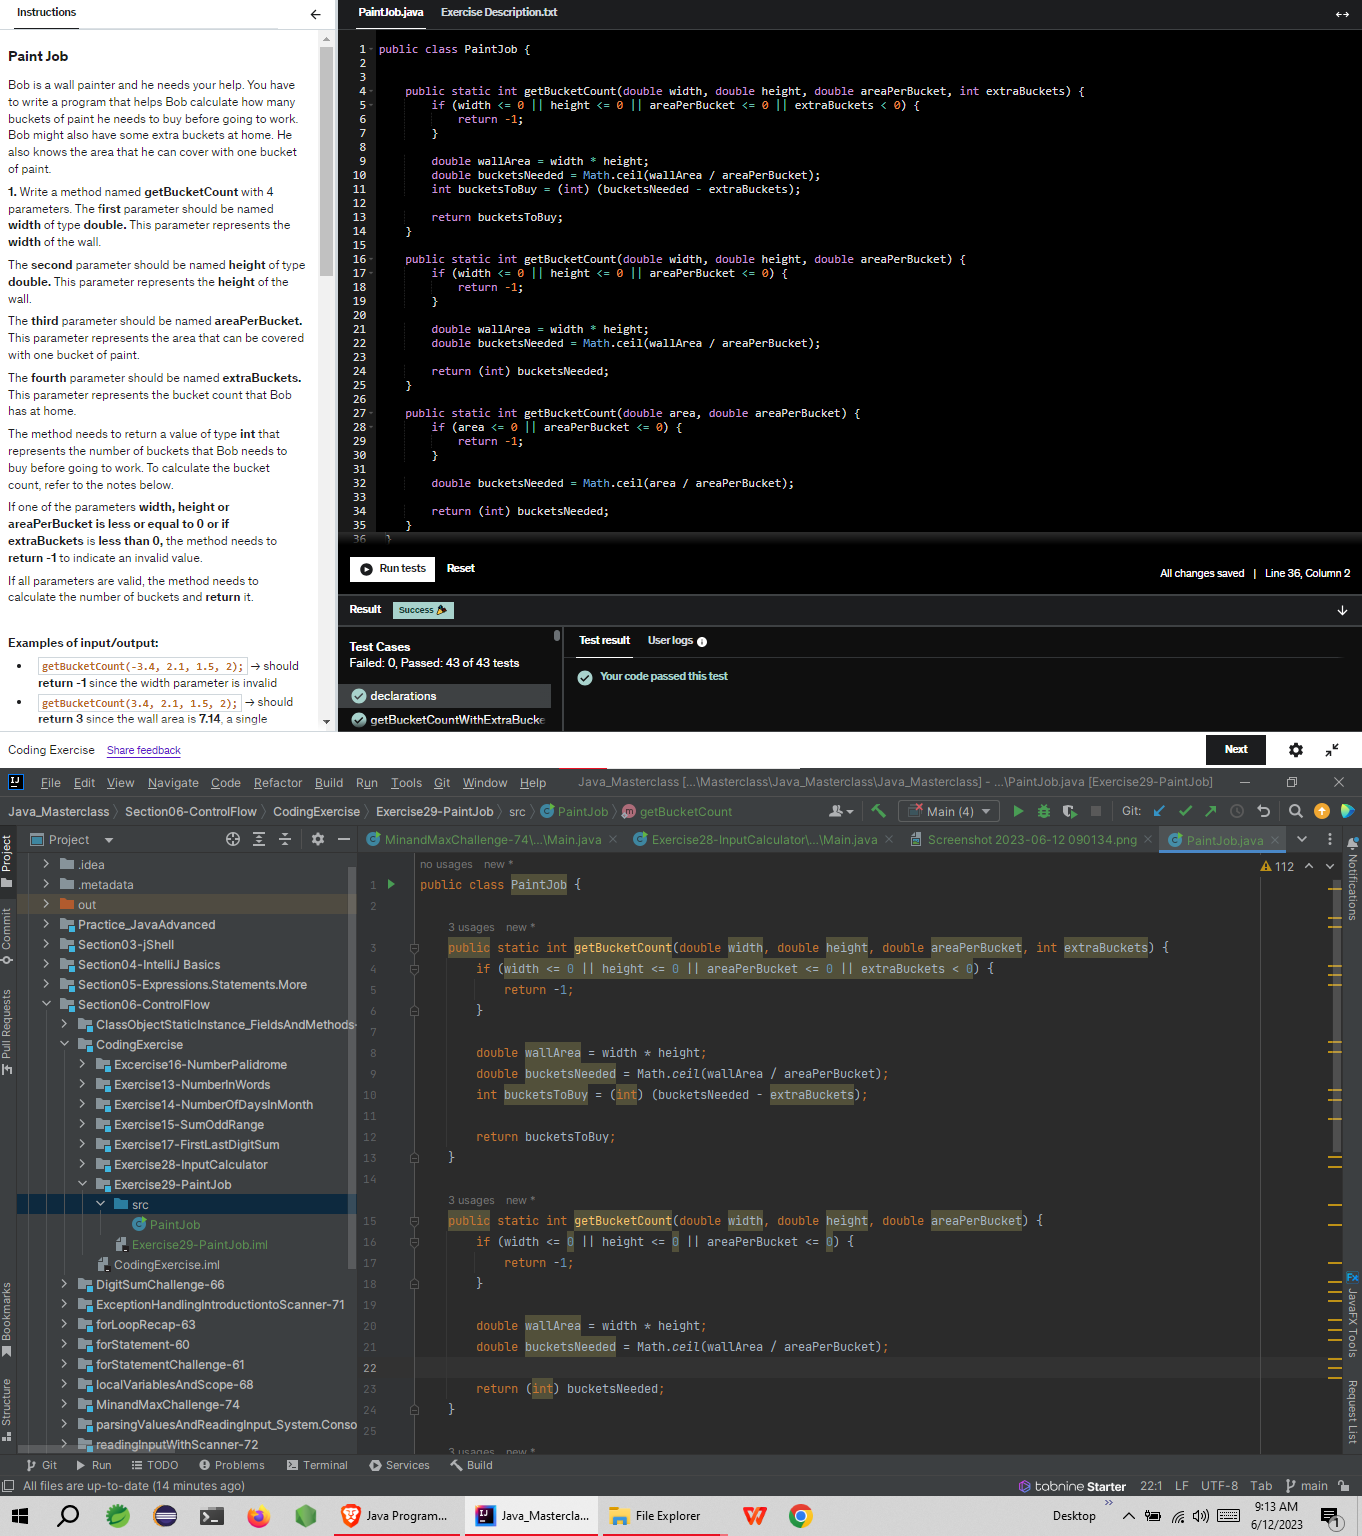 Instructions
Paint Job
Bob is a wall painter and he needs your help. You have
to write a program that helps Bob calculate how many
buckets of paint he needs to buy before going to work.
Bob might also have some extra buckets at home. He
also knows the area that he can cover with one bucket
of paint.
1. Write a method named getBucketCount with 4
parameters. The first parameter should be named
width of type double. This parameter represents the
width of the wall.
The second parameter should be named height of type
double. This parameter represents the height of the
wall.
The third parameter should be named areaPerBucket.
This parameter represents the area that can be covered
with one bucket of paint.
The fourth parameter should be named extraBuckets.
This parameter represents the bucket count that Bob
has at home.
The method needs to return a value of type int that
represents the number of buckets that Bob needs to
buy before going to work. To calculate the bucket
count, refer to the notes below.
If one of the parameters width, height or
areaPerBucket is less or equal to 0 or if
extraBuckets is less than 0, the method needs to
return -1 to indicate an invalid value.
If all parameters are valid, the method needs to
calculate the number of buckets and return it.
Examples of input/output:
• getBucketCount(-3.4, 2.1, 1.5, 2); → should
return -1 since the width parameter is invalid
• getBucketCount(3.4, 2.1, 1.5, 2); → should
return 3 since the wall area is 7.14, a single
Coding Exercise Share feedback
PaintJob.java Exercise Description.txt
1 public class PaintJob {
2
3
4 public static int getBucketCount(double width, double height, double areaPerBucket, int extraBuckets) {
5 if (width <= 0 || height <= 0 || areaPerBucket <= 0 || extraBuckets < 0) {
6 return -1;
7 }
8
9 double wallArea = width * height;
10 double bucketsNeeded = Math.ceil(wallArea / areaPerBucket);
11 int bucketsToBuy = (int) (bucketsNeeded - extraBuckets);
12
13 return bucketsToBuy;
14 }
15
16 public static int getBucketCount(double width, double height, double areaPerBucket) {
17 if (width <= 0 || height <= 0 || areaPerBucket <= 0) {
18 return -1;
19 }
20
21 double wallArea = width * height;
22 double bucketsNeeded = Math.ceil(wallArea / areaPerBucket);
23
24 return (int) bucketsNeeded;
25 }
26
27 public static int getBucketCount(double area, double areaPerBucket) {
28 if (area <= 0 || areaPerBucket <= 0) {
29 return -1;
30 }
31
32 double bucketsNeeded = Math.ceil(area / areaPerBucket);
33
34 return (int) bucketsNeeded;
35 }
36 }
Run tests Reset
All changes saved | Line 36, Column 2
Result Success
Test Cases
Failed: 0, Passed: 43 of 43 tests
declarations
getBucketCountWithExtraBucke
Test result User logs
Your code passed this test
Next
IJ File Edit View Navigate Code Refactor Build Run Tools Git Window Help Java_Masterclass [...\Masterclass\Java_Masterclass\Java_Masterclass] - ...\PaintJob.java [Exercise29-PaintJob]
Java_Masterclass Section06-ControlFlow CodingExercise Exercise29-PaintJob src PaintJob getBucketCount
Main (4) Git:
Project
MinandMaxChallenge-74\...\Main.java Exercise28-InputCalculator\...\Main.java Screenshot 2023-06-12 090134.png PaintJob.java
Project
Commit
Pull Requests
Bookmarks
Structure
.idea
.metadata
out
Practice_JavaAdvanced
Section03-jShell
Section04-IntelliJ Basics
Section05-Expressions.Statements.More
Section06-ControlFlow
ClassObjectStaticInstance_FieldsAndMethods-
CodingExercise
Excercise16-NumberPalidrome
Exercise13-NumberInWords
Exercise14-NumberOfDaysInMonth
Exercise15-SumOddRange
Exercise17-FirstLastDigitSum
Exercise28-InputCalculator
Exercise29-PaintJob
src
PaintJob
Exercise29-PaintJob.iml
CodingExercise.iml
DigitSumChallenge-66
ExceptionHandlingIntroductiontoScanner-71
forLoopRecap-63
forStatement-60
forStatementChallenge-61
localVariablesAndScope-68
MinandMaxChallenge-74
parsingValuesAndReadingInput_System.Conso
readingInputWithScanner-72
no usages new *
112
1 public class PaintJob {
2
3 usages new *
3 public static int getBucketCount(double width, double height, double areaPerBucket, int extraBuckets) {
4 if (width <= 0 || height <= 0 || areaPerBucket <= 0 || extraBuckets < 0) {
5 return -1;
6 }
7
8 double wallArea = width * height;
9 double bucketsNeeded = Math.ceil(wallArea / areaPerBucket);
10 int bucketsToBuy = (int) (bucketsNeeded - extraBuckets);
11
12 return bucketsToBuy;
13 }
14
3 usages new *
15 public static int getBucketCount(double width, double height, double areaPerBucket) {
16 if (width <= 0 || height <= 0 || areaPerBucket <= 0) {
17 return -1;
18 }
19
20 double wallArea = width * height;
21 double bucketsNeeded = Math.ceil(wallArea / areaPerBucket);
22
23 return (int) bucketsNeeded;
24 }
25
3 usages new *
Notifications
JavaFX Tools
Request List
Git Run TODO Problems Terminal Services Build
All files are up-to-date (14 minutes ago)
tabnine Starter 22:1 LF UTF-8 Tab main
Java Program... Java_Mastercla... File Explorer
Desktop
9:13 AM
6/12/2023
1